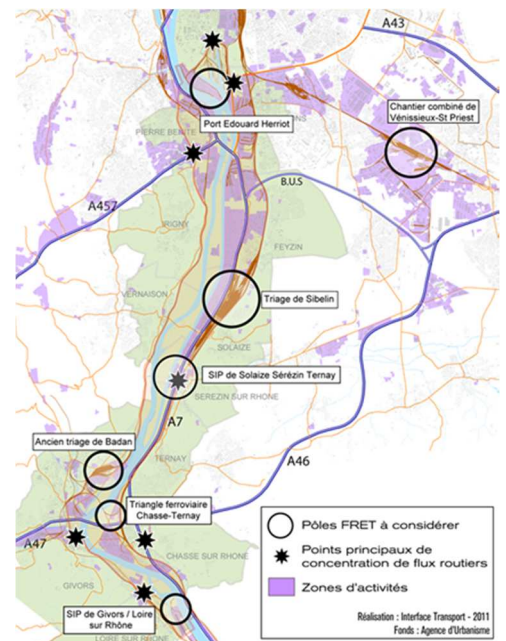 A43
Chantier combiné de
Vénissieux-St Priest
Port Edouard Herriot
PIERRE BENITE
B.U.S
A457
IRIGNY
FEYZIN
VERNAISON
Triage de Sibelin
SOLAIZE
SIP de Solaize Sérézin Ternay
SEREZIN SUR RHONE
A7
Ancien triage de Badan
TERNAY
A46
Triangle ferroviaire
Chasse-Ternay
A47
CHASSE SUR RHONE
GIVORS
SIP de Givors / Loire
sur Rhône
LOIRE SUR RHONE
Pôles FRET à considérer
Points principaux de
concentration de flux routiers
Zones d'activités
Réalisation : Interface Transport - 2011
Fonds : Agence d'Urbanisme